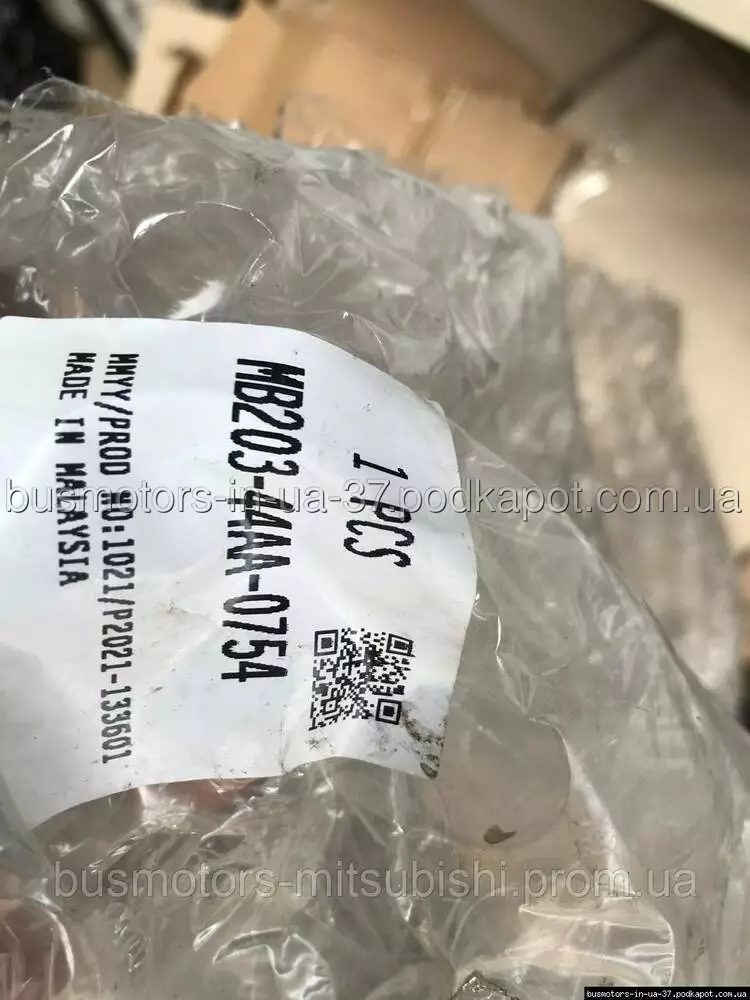 1 PCS
MB203-44AA-0754
MMYY/PROD NO:1021/P2021-133601
MADE IN MALAYSIA
busmotors-in-ua-37.podkapot.com.ua
busmotors-mitsubishi.prom.ua
busmotors-in-ua-37.podkapot.com.ua